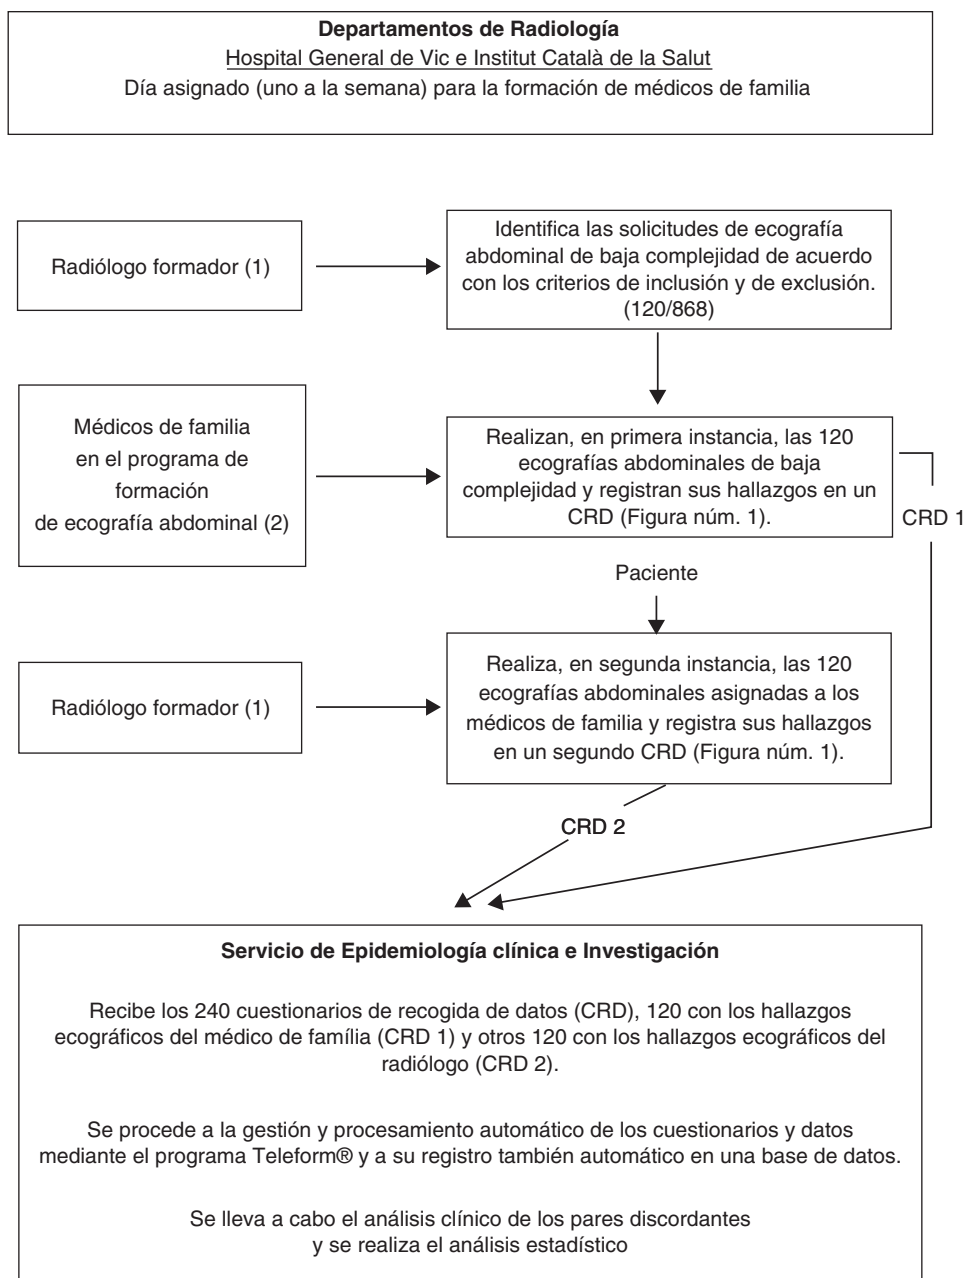 Departamentos de Radiología
Hospital General de Vic e Institut Català de la Salut
Día asignado (uno a la semana) para la formación de médicos de familia
Radiólogo formador (1)
Identifica las solicitudes de ecografía
abdominal de baja complejidad de acuerdo
con los criterios de inclusión y de exclusión.
(120/868)
Médicos de familia
en el programa de
formación
de ecografía abdominal (2)
Realizan, en primera instancia, las 120
ecografías abdominales de baja
complejidad y registran sus hallazgos en un
CRD (Figura núm. 1).
CRD 1
Paciente
Radiólogo formador (1)
Realiza, en segunda instancia, las 120
ecografías abdominales asignadas a los
médicos de familia y registra sus hallazgos
en un segundo CRD (Figura núm. 1).
CRD 2
Servicio de Epidemiología clínica e Investigación
Recibe los 240 cuestionarios de recogida de datos (CRD), 120 con los hallazgos
ecográficos del médico de família (CRD 1) y otros 120 con los hallazgos ecográficos del
radiólogo (CRD 2).
Se procede a la gestión y procesamiento automático de los cuestionarios y datos
mediante el programa Teleform® y a su registro también automático en una base de datos.
Se lleva a cabo el análisis clínico de los pares discordantes
y se realiza el análisis estadístico